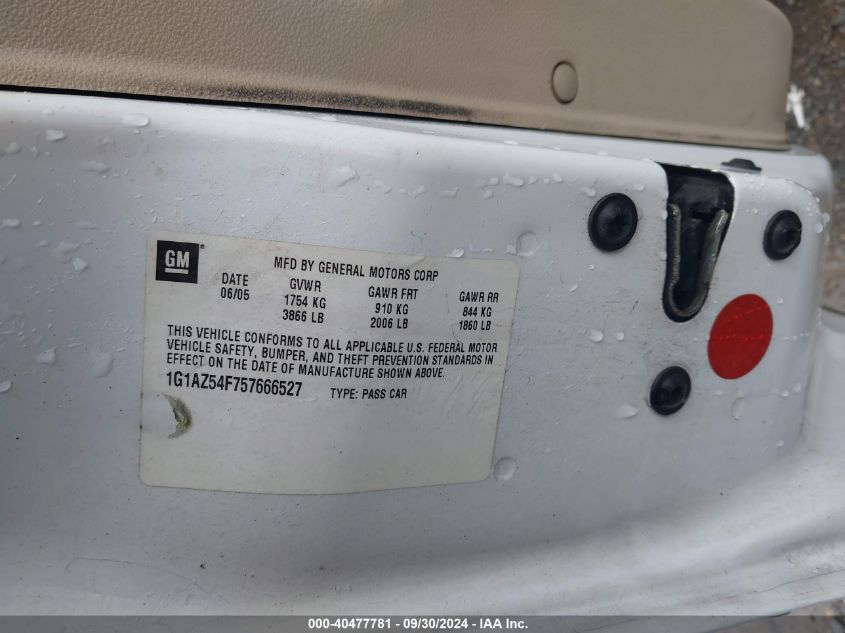 GM
MFD BY GENERAL MOTORS CORP
DATE GVWR GAWR FRT GAWR RR
06/05 1754 KG 910 KG 844 KG
3866 LB 2006 LB 1860 LB
THIS VEHICLE CONFORMS TO ALL APPLICABLE U.S. FEDERAL MOTOR
VEHICLE SAFETY, BUMPER, AND THEFT PREVENTION STANDARDS IN
EFFECT ON THE DATE OF MANUFACTURE SHOWN ABOVE.
1G1AZ54F757666527 TYPE: PASS CAR
000-40477781 - 09/30/2024 - IAA Inc.